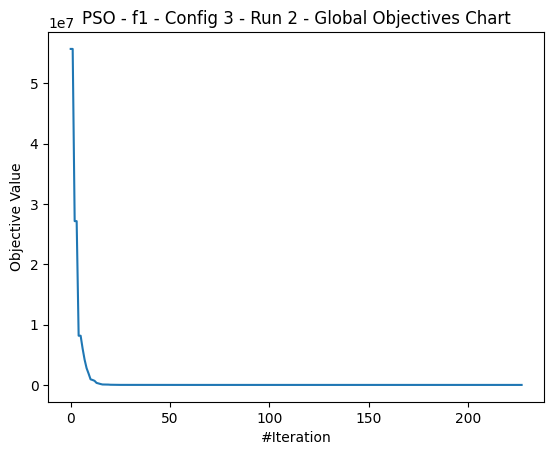 PSO - f1 - Config 3 - Run 2 - Global Objectives Chart
1e7
5
4
3
2
1
0
Objective Value
0 50 100 150 200
#Iteration